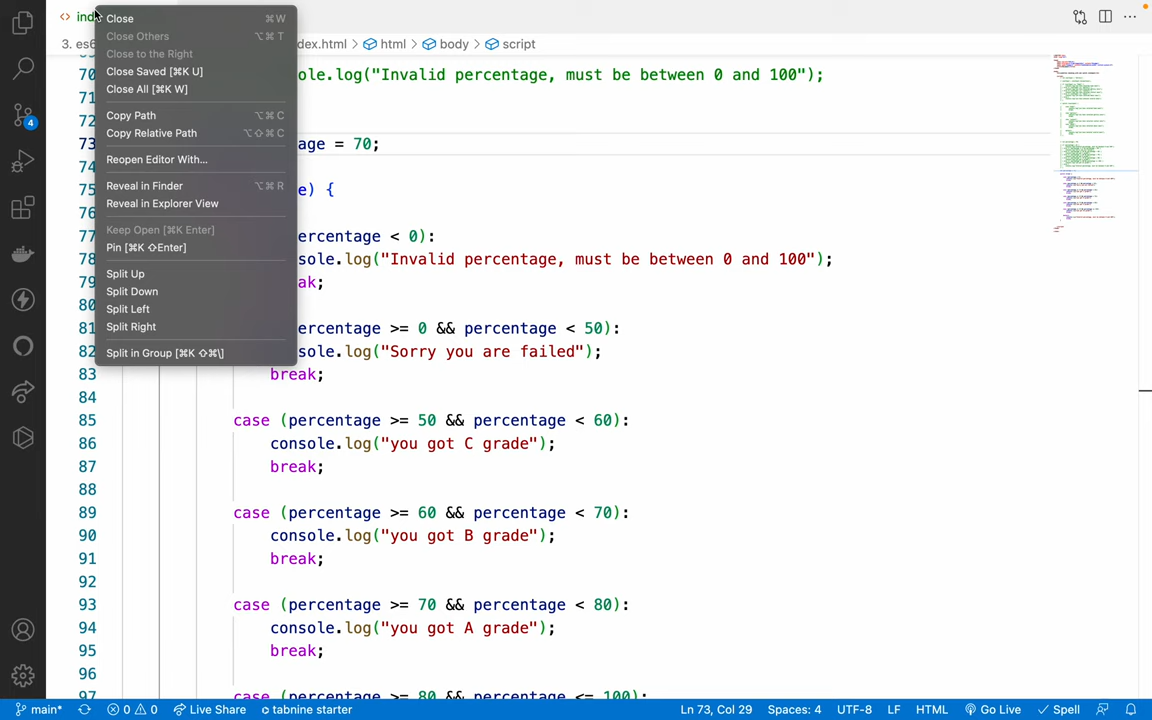 <> ind
Close ⌘W
Close Others ⌥⌘T
Close to the Right
Close Saved [⌘K U]
Close All [⌘K W]
Copy Path ⌥⌘C
Copy Relative Path ⌥⇧⌘C
Reopen Editor With...
Reveal in Finder ⌥⌘R
Reveal in Explorer View
Keep Open [⌘K Enter]
Pin [⌘K ⇧Enter]
Split Up
Split Down
Split Left
Split Right
Split in Group [⌘K ⇧⌘\]
3. es6 dex.html > html > body > script
70 ole.log("Invalid percentage, must be between 0 and 100");
71
72
73 age = 70;
74
75 e) {
76
77 ercentage < 0):
78 sole.log("Invalid percentage, must be between 0 and 100");
79 ak;
80
81 ercentage >= 0 && percentage < 50):
82 sole.log("Sorry you are failed");
83 break;
84
85 case (percentage >= 50 && percentage < 60):
86 console.log("you got C grade");
87 break;
88
89 case (percentage >= 60 && percentage < 70):
90 console.log("you got B grade");
91 break;
92
93 case (percentage >= 70 && percentage < 80):
94 console.log("you got A grade");
95 break;
96
97 case (percentage >= 80 && percentage <= 100):
4
main* 0 0 Live Share tabnine starter Ln 73, Col 29 Spaces: 4 UTF-8 LF HTML Go Live Spell